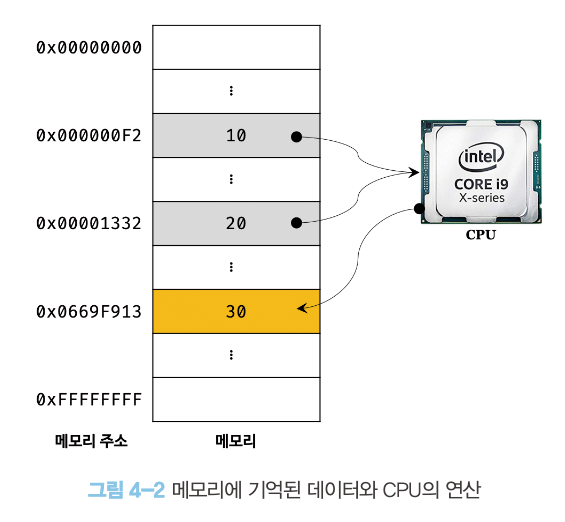 0x00000000
⋮
0x000000F2 10
⋮
0x00001332 20
⋮
0x0669F913 30
⋮
0xFFFFFFFF
메모리 주소 메모리
intel
CORE i9
X-series
CPU
그림 4-2 메모리에 기억된 데이터와 CPU의 연산